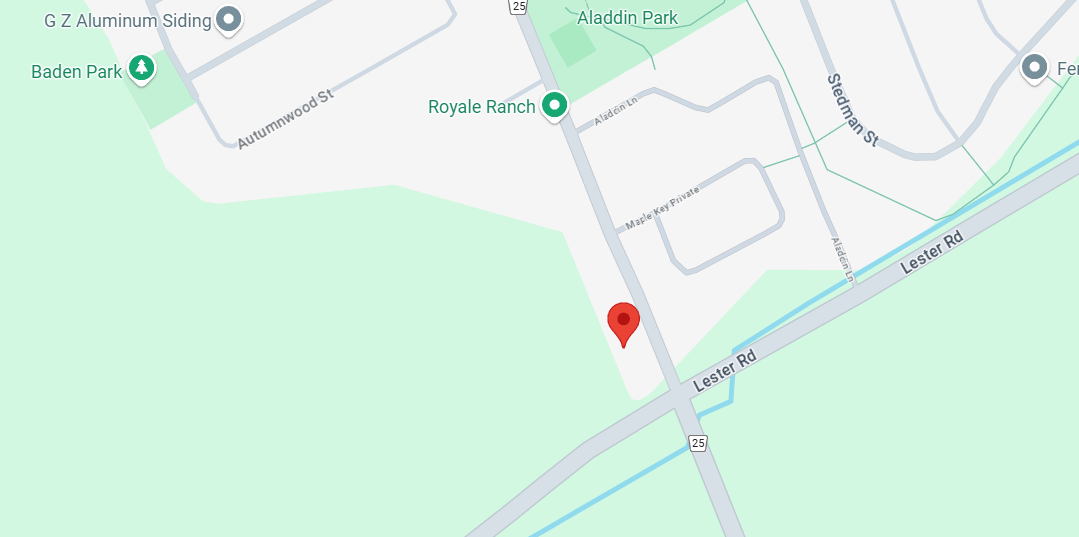 25
G Z Aluminum Siding
Aladdin Park
Baden Park
Fer
Royale Ranch
Aladdin Ln
Stedman St
Autumnwood St
Maple Key Private
Aladdin Ln
Lester Rd
Lester Rd
25